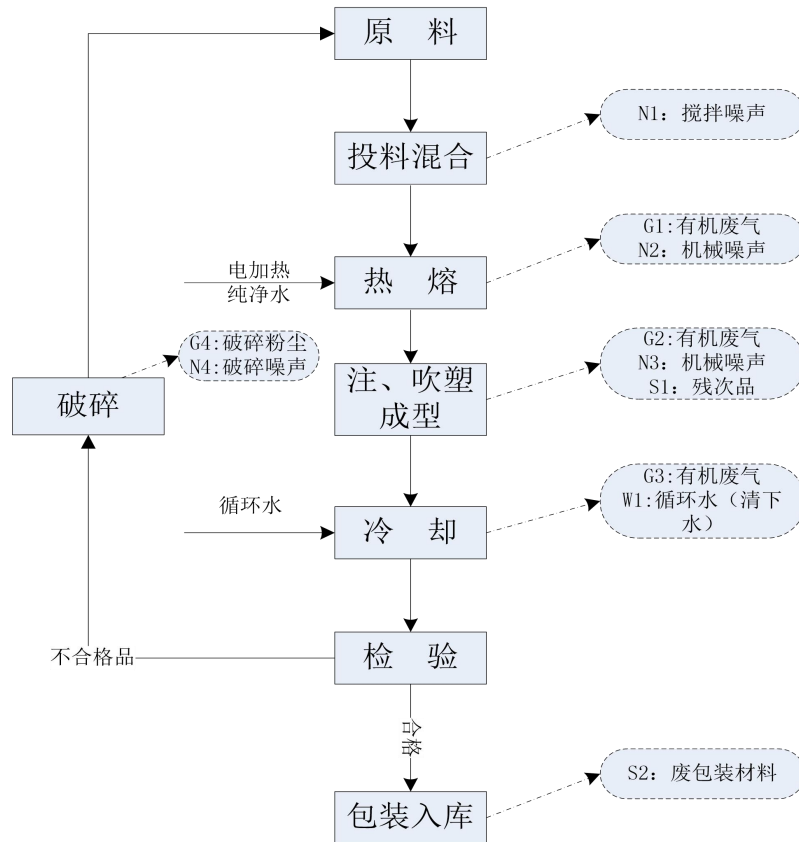 原　料
N1：搅拌噪声
投料混合
G1:有机废气
N2：机械噪声
电加热
纯净水
热　熔
G4:破碎粉尘
N4:破碎噪声
G2:有机废气
N3：机械噪声
S1：残次品
破碎
注、吹塑
成型
G3:有机废气
W1:循环水（清下
水）
循环水
冷　却
不合格品
检　验
合格
S2：废包装材料
包装入库